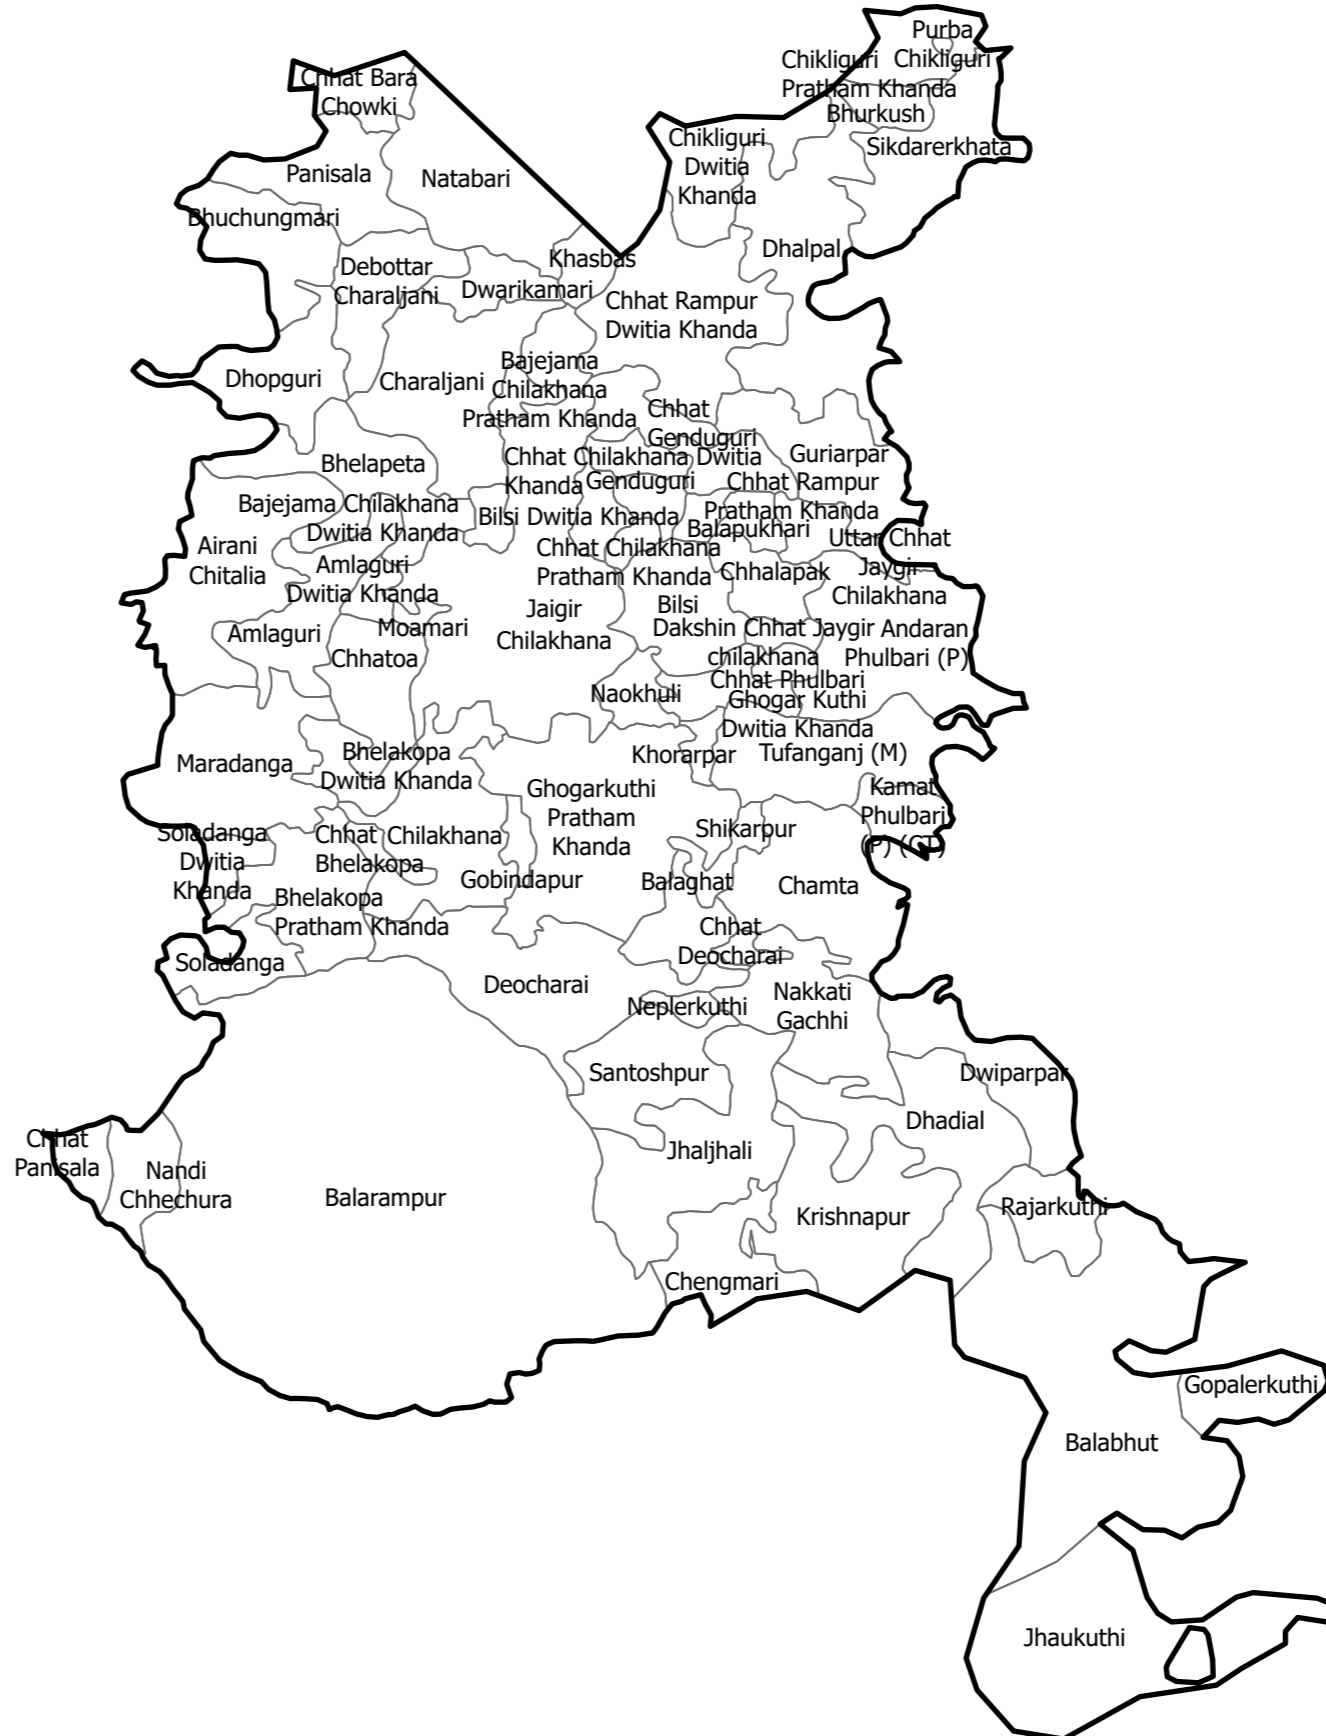 Purba
Chikliguri
Chikliguri
Pratham Khanda
Bhurkush
Sikdarerkhata
Chhat Bara
Chowki
Chikliguri
Dwitia
Khanda
Panisala
Natabari
Bhuchungmari
Dhalpal
Khasbas
Debottar
Charaljani
Dwarikamari
Chhat Rampur
Dwitia Khanda
Dhopguri
Charaljani
Bajejama
Chilakhana
Pratham Khanda
Chhat
Genduguri
Bhelapeta
Chhat Chilakhana Dwitia
Khanda
Genduguri
Guriarpar
Chhat Rampur
Pratham Khanda
Bajejama Chilakhana
Dwitia Khanda
Bilsi Dwitia Khanda
Balapukhari
Uttar Chhat
Jaygir
Chilakhana
Airani
Chitalia
Chhat Chilakhana
Pratham Khanda
Chhalapak
Amlaguri
Dwitia Khanda
Jaigir
Chilakhana
Bilsi
Dakshin Chhat Jaygir
chilakhana
Andaran
Phulbari (P)
Amlaguri
Moamari
Chhatoa
Chhat Phulbari
Naokhuli
Ghogar Kuthi
Dwitia Khanda
Khorarpar
Tufanganj (M)
Maradanga
Bhelakopa
Dwitia Khanda
Ghogarkuthi
Pratham
Khanda
Kamat
Phulbari
(P) (CT)
Soladanga
Dwitia
Khanda
Chhat
Bhelakopa
Chilakhana
Shikarpur
Gobindapur
Balaghat
Chamta
Bhelakopa
Pratham Khanda
Chhat
Deocharai
Soladanga
Deocharai
Neplerkuthi
Nakkati
Gachhi
Santoshpur
Dwiparpar
Dhadial
Chhat
Panisala
Nandi
Chhechura
Jhaljhali
Balarampur
Krishnapur
Rajarkuthi
Chengmari
Gopalerkuthi
Balabhut
Jhaukuthi